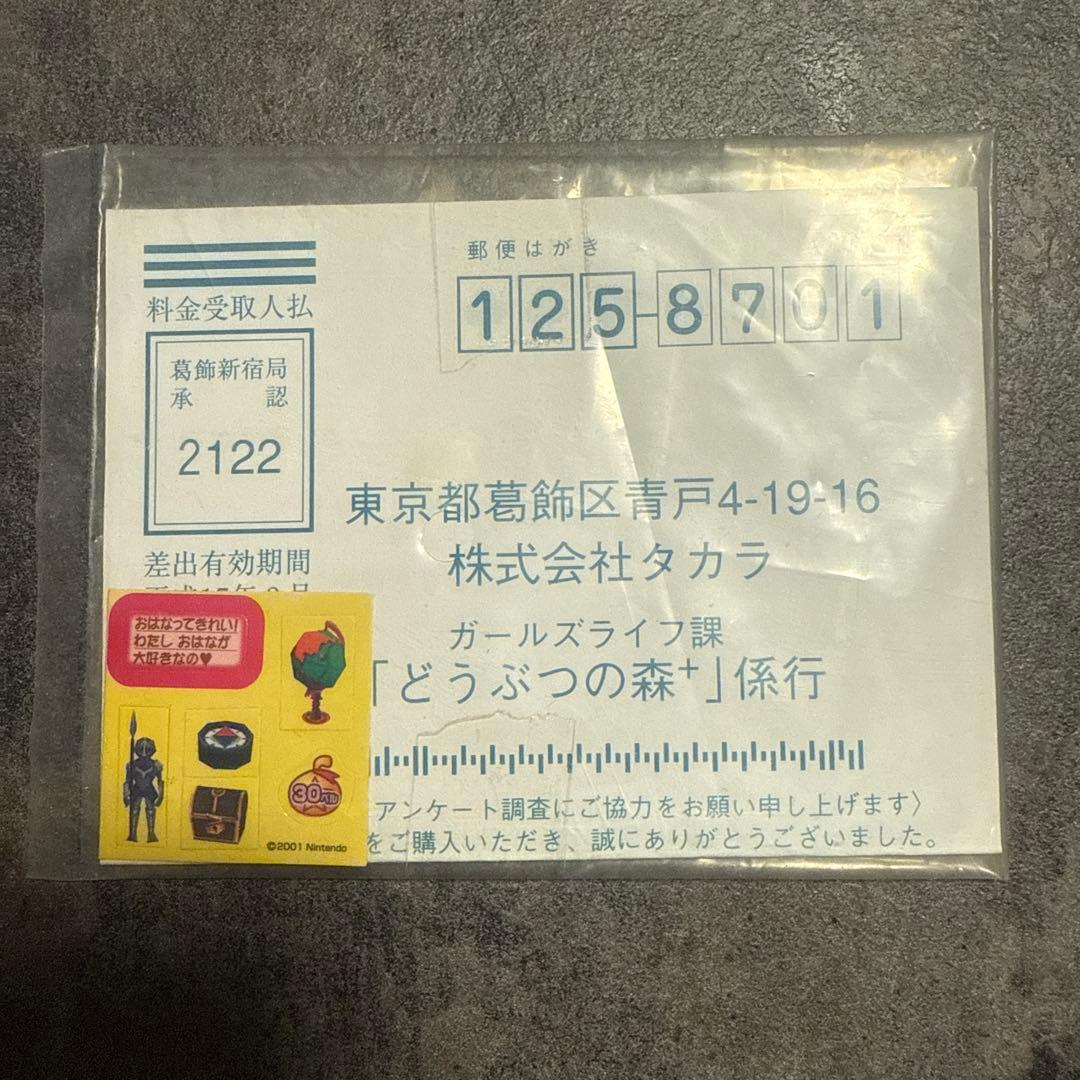 郵便はがき
125-8701
料金受取人払
葛飾新宿局
承認
2122
差出有効期間
東京都葛飾区青戸4-19-16
株式会社タカラ
ガールズライフ課
「どうぶつの森+」係行
アンケート調査にご協力をお願い申し上げます〉
をご購入いただき、誠にありがとうございました。
おはなってきれい!
わたし おはなが
大好きなの♥
30ベル
©2001 Nintendo